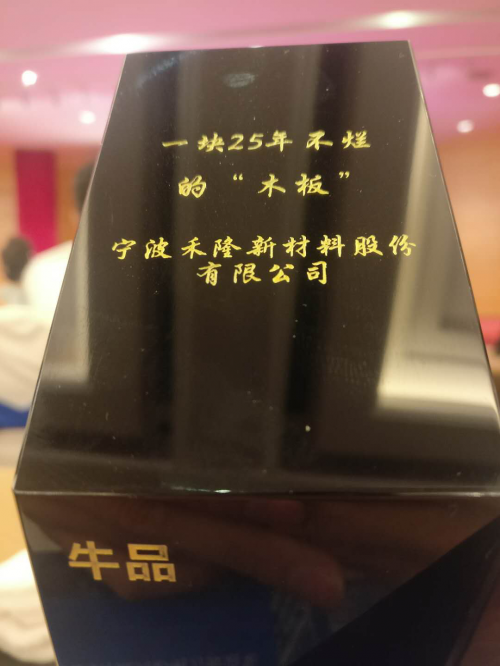 一块25年不烂
的“木板”
宁波禾隆新材料股份
有限公司
牛品